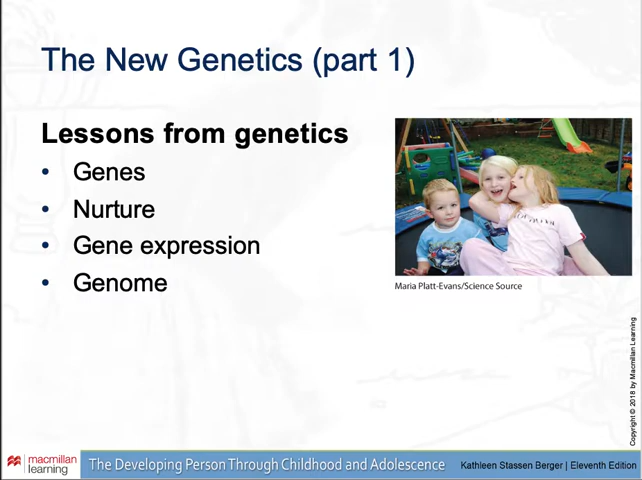 The New Genetics (part 1)
Lessons from genetics
• Genes
• Nurture
• Gene expression
• Genome
Maria Platt-Evans/Science Source
Copyright © 2018 by Macmillan Learning
macmillan
learning
The Developing Person Through Childhood and Adolescence
Kathleen Stassen Berger | Eleventh Edition